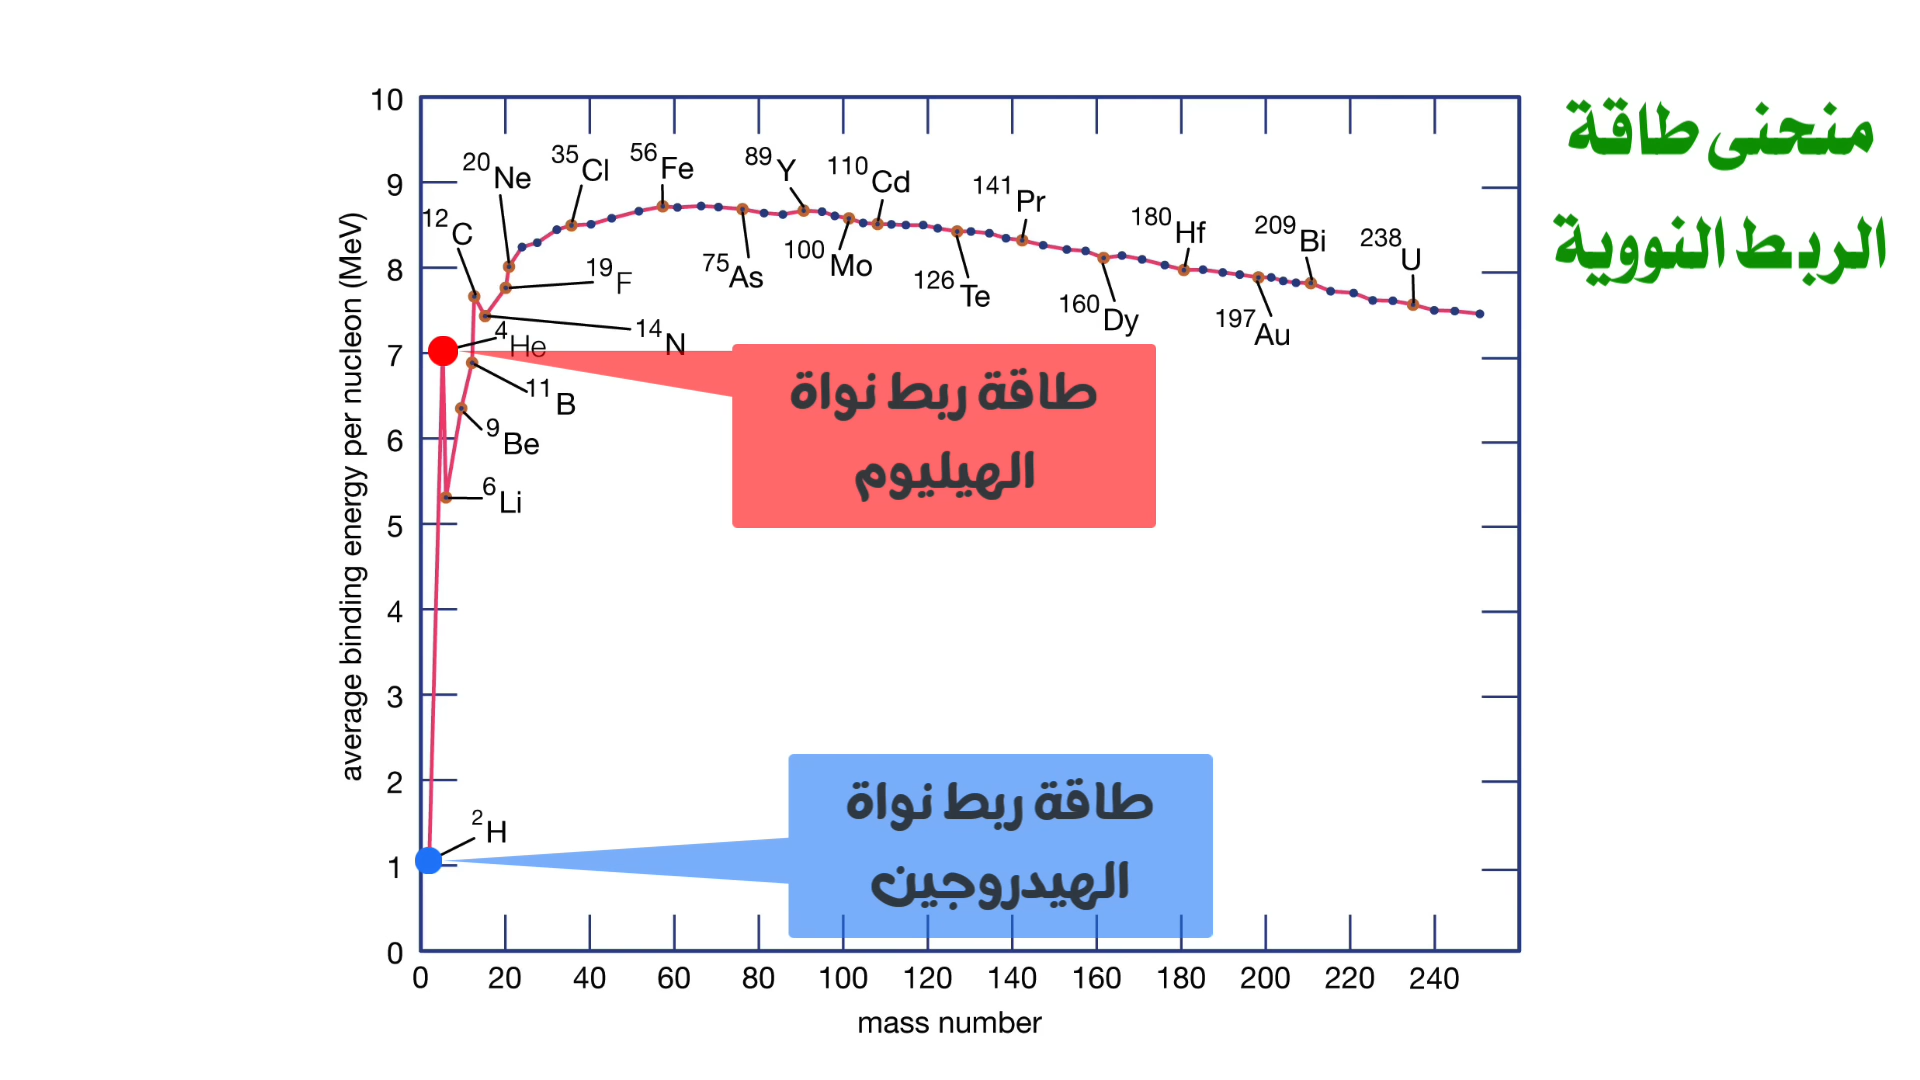 منحنى طاقة
الربط النووية
average binding energy per nucleon (MeV)
10
9
8
7
6
5
4
3
2
1
0
0 20 40 60 80 100 120 140 160 180 200 220 240
mass number
²H
⁴He
⁶Li
⁹Be
¹¹B
¹²C
¹⁴N
¹⁹F
²⁰Ne
³⁵Cl
⁵⁶Fe
⁷⁵As
⁸⁹Y
¹⁰⁰Mo
¹¹⁰Cd
¹²⁶Te
¹⁴¹Pr
¹⁶⁰Dy
¹⁸⁰Hf
¹⁹⁷Au
²⁰⁹Bi
²³⁸U
طاقة ربط نواة
الهيليوم
طاقة ربط نواة
الهيدروجين